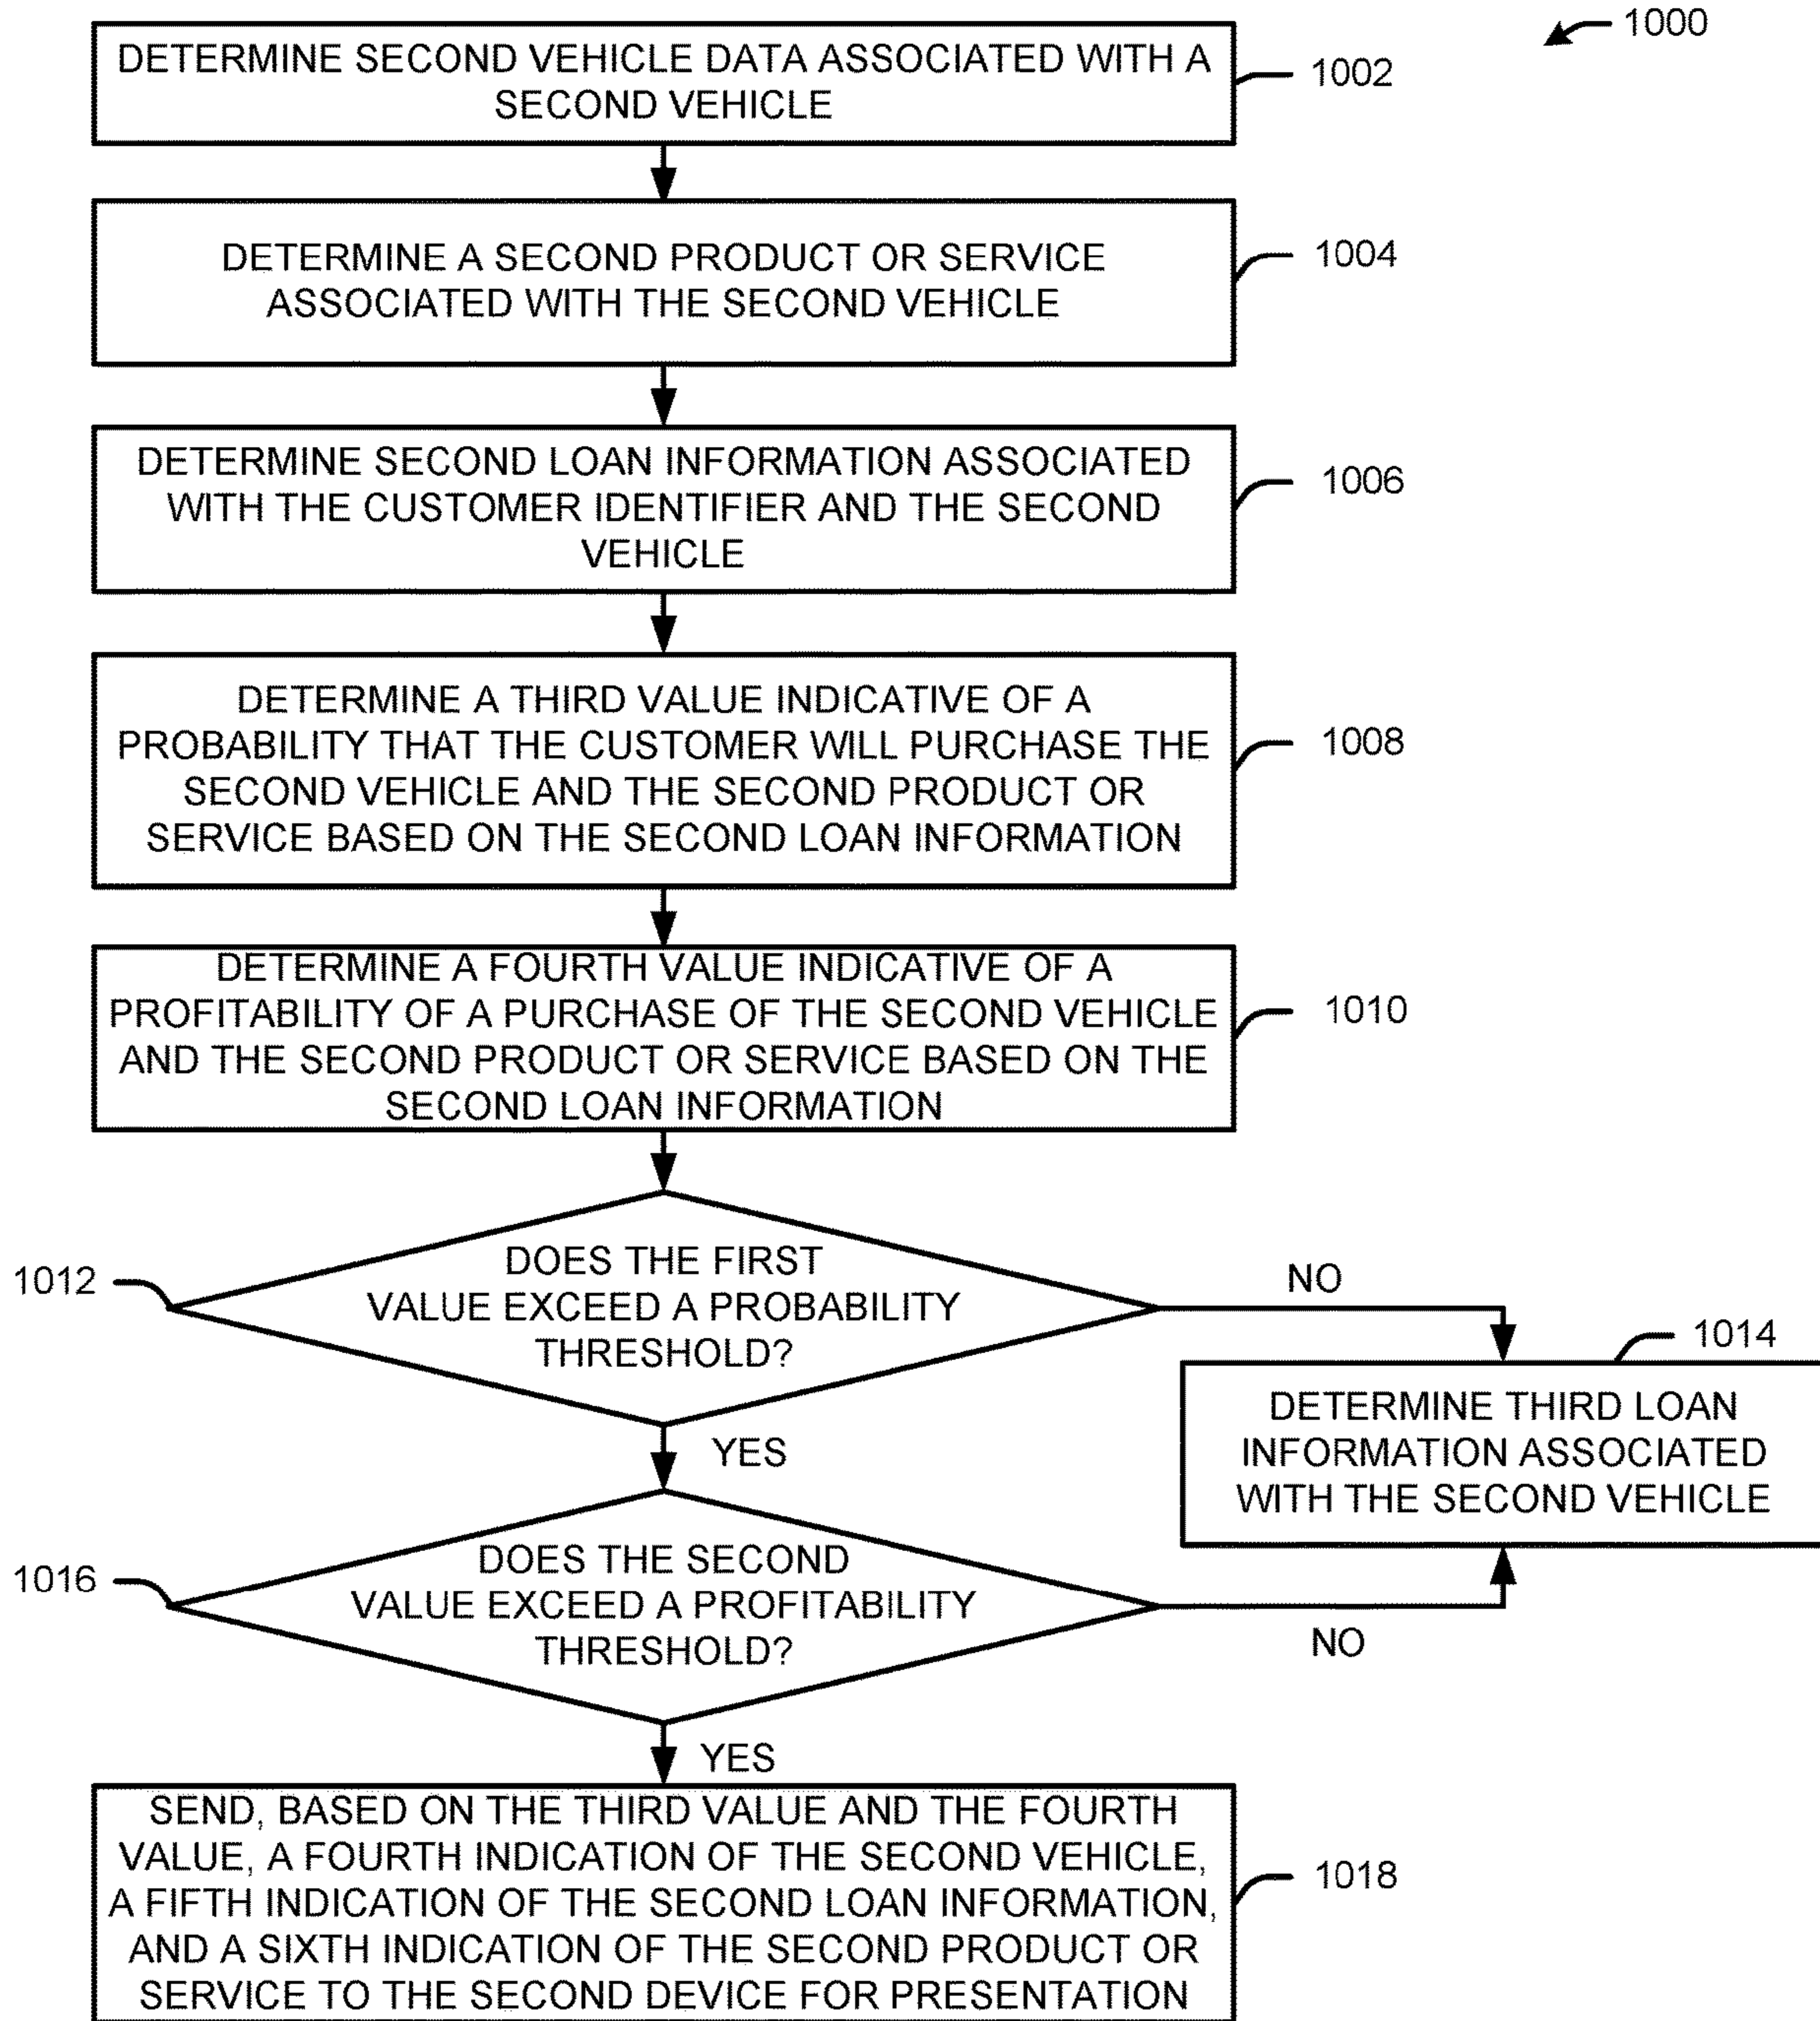 1000
DETERMINE SECOND VEHICLE DATA ASSOCIATED WITH A
SECOND VEHICLE
1002
DETERMINE A SECOND PRODUCT OR SERVICE
ASSOCIATED WITH THE SECOND VEHICLE
1004
DETERMINE SECOND LOAN INFORMATION ASSOCIATED
WITH THE CUSTOMER IDENTIFIER AND THE SECOND
VEHICLE
1006
DETERMINE A THIRD VALUE INDICATIVE OF A
PROBABILITY THAT THE CUSTOMER WILL PURCHASE THE
SECOND VEHICLE AND THE SECOND PRODUCT OR
SERVICE BASED ON THE SECOND LOAN INFORMATION
1008
DETERMINE A FOURTH VALUE INDICATIVE OF A
PROFITABILITY OF A PURCHASE OF THE SECOND VEHICLE
AND THE SECOND PRODUCT OR SERVICE BASED ON THE
SECOND LOAN INFORMATION
1010
1012
DOES THE FIRST
VALUE EXCEED A PROBABILITY
THRESHOLD?
NO
YES
1014
DETERMINE THIRD LOAN
INFORMATION ASSOCIATED
WITH THE SECOND VEHICLE
1016
DOES THE SECOND
VALUE EXCEED A PROFITABILITY
THRESHOLD?
NO
YES
SEND, BASED ON THE THIRD VALUE AND THE FOURTH
VALUE, A FOURTH INDICATION OF THE SECOND VEHICLE,
A FIFTH INDICATION OF THE SECOND LOAN INFORMATION,
AND A SIXTH INDICATION OF THE SECOND PRODUCT OR
SERVICE TO THE SECOND DEVICE FOR PRESENTATION
1018